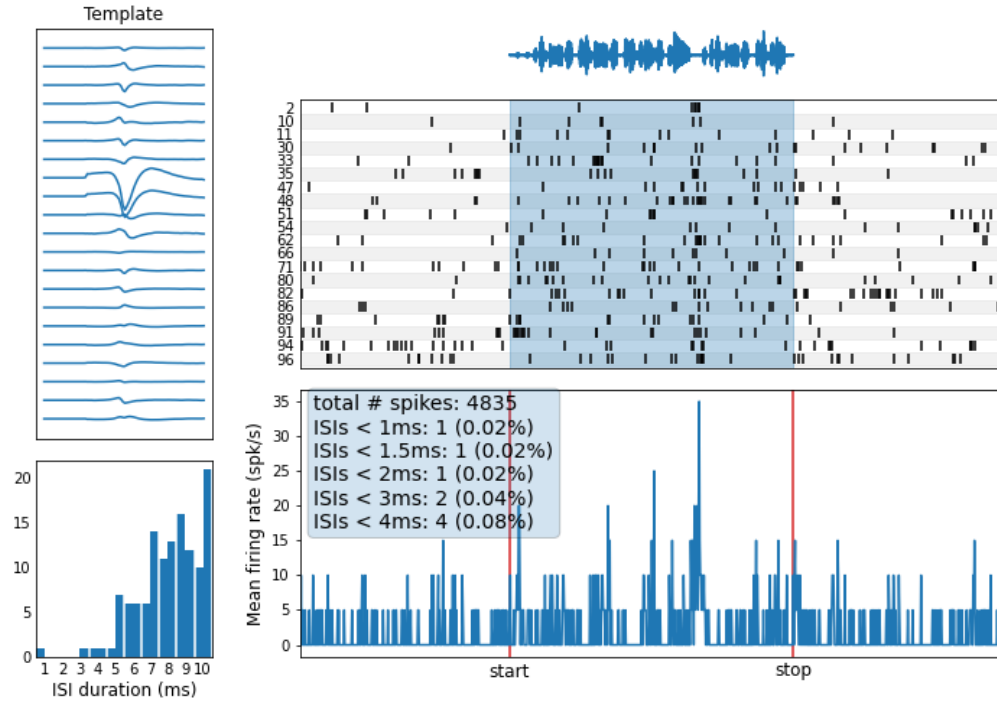 Template
2
10
11
30
33
35
47
48
51
54
62
66
71
80
82
86
89
91
94
96
20
15
10
5
0
1 2 3 4 5 6 7 8 9 10
ISI duration (ms)
Mean firing rate (spk/s)
35
30
25
20
15
10
5
0
total # spikes: 4835
ISIs < 1ms: 1 (0.02%)
ISIs < 1.5ms: 1 (0.02%)
ISIs < 2ms: 1 (0.02%)
ISIs < 3ms: 2 (0.04%)
ISIs < 4ms: 4 (0.08%)
start
stop